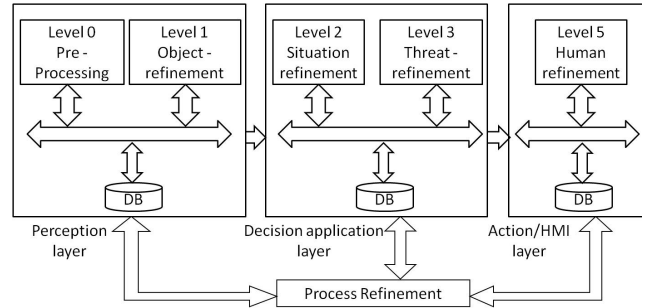 Level 0
Pre -
Processing
Level 1
Object -
refinement
Level 2
Situation
refinement
Level 3
Threat -
refinement
Level 5
Human
refinement
DB
DB
DB
Perception
layer
Decision application
layer
Action/HMI
layer
Process Refinement